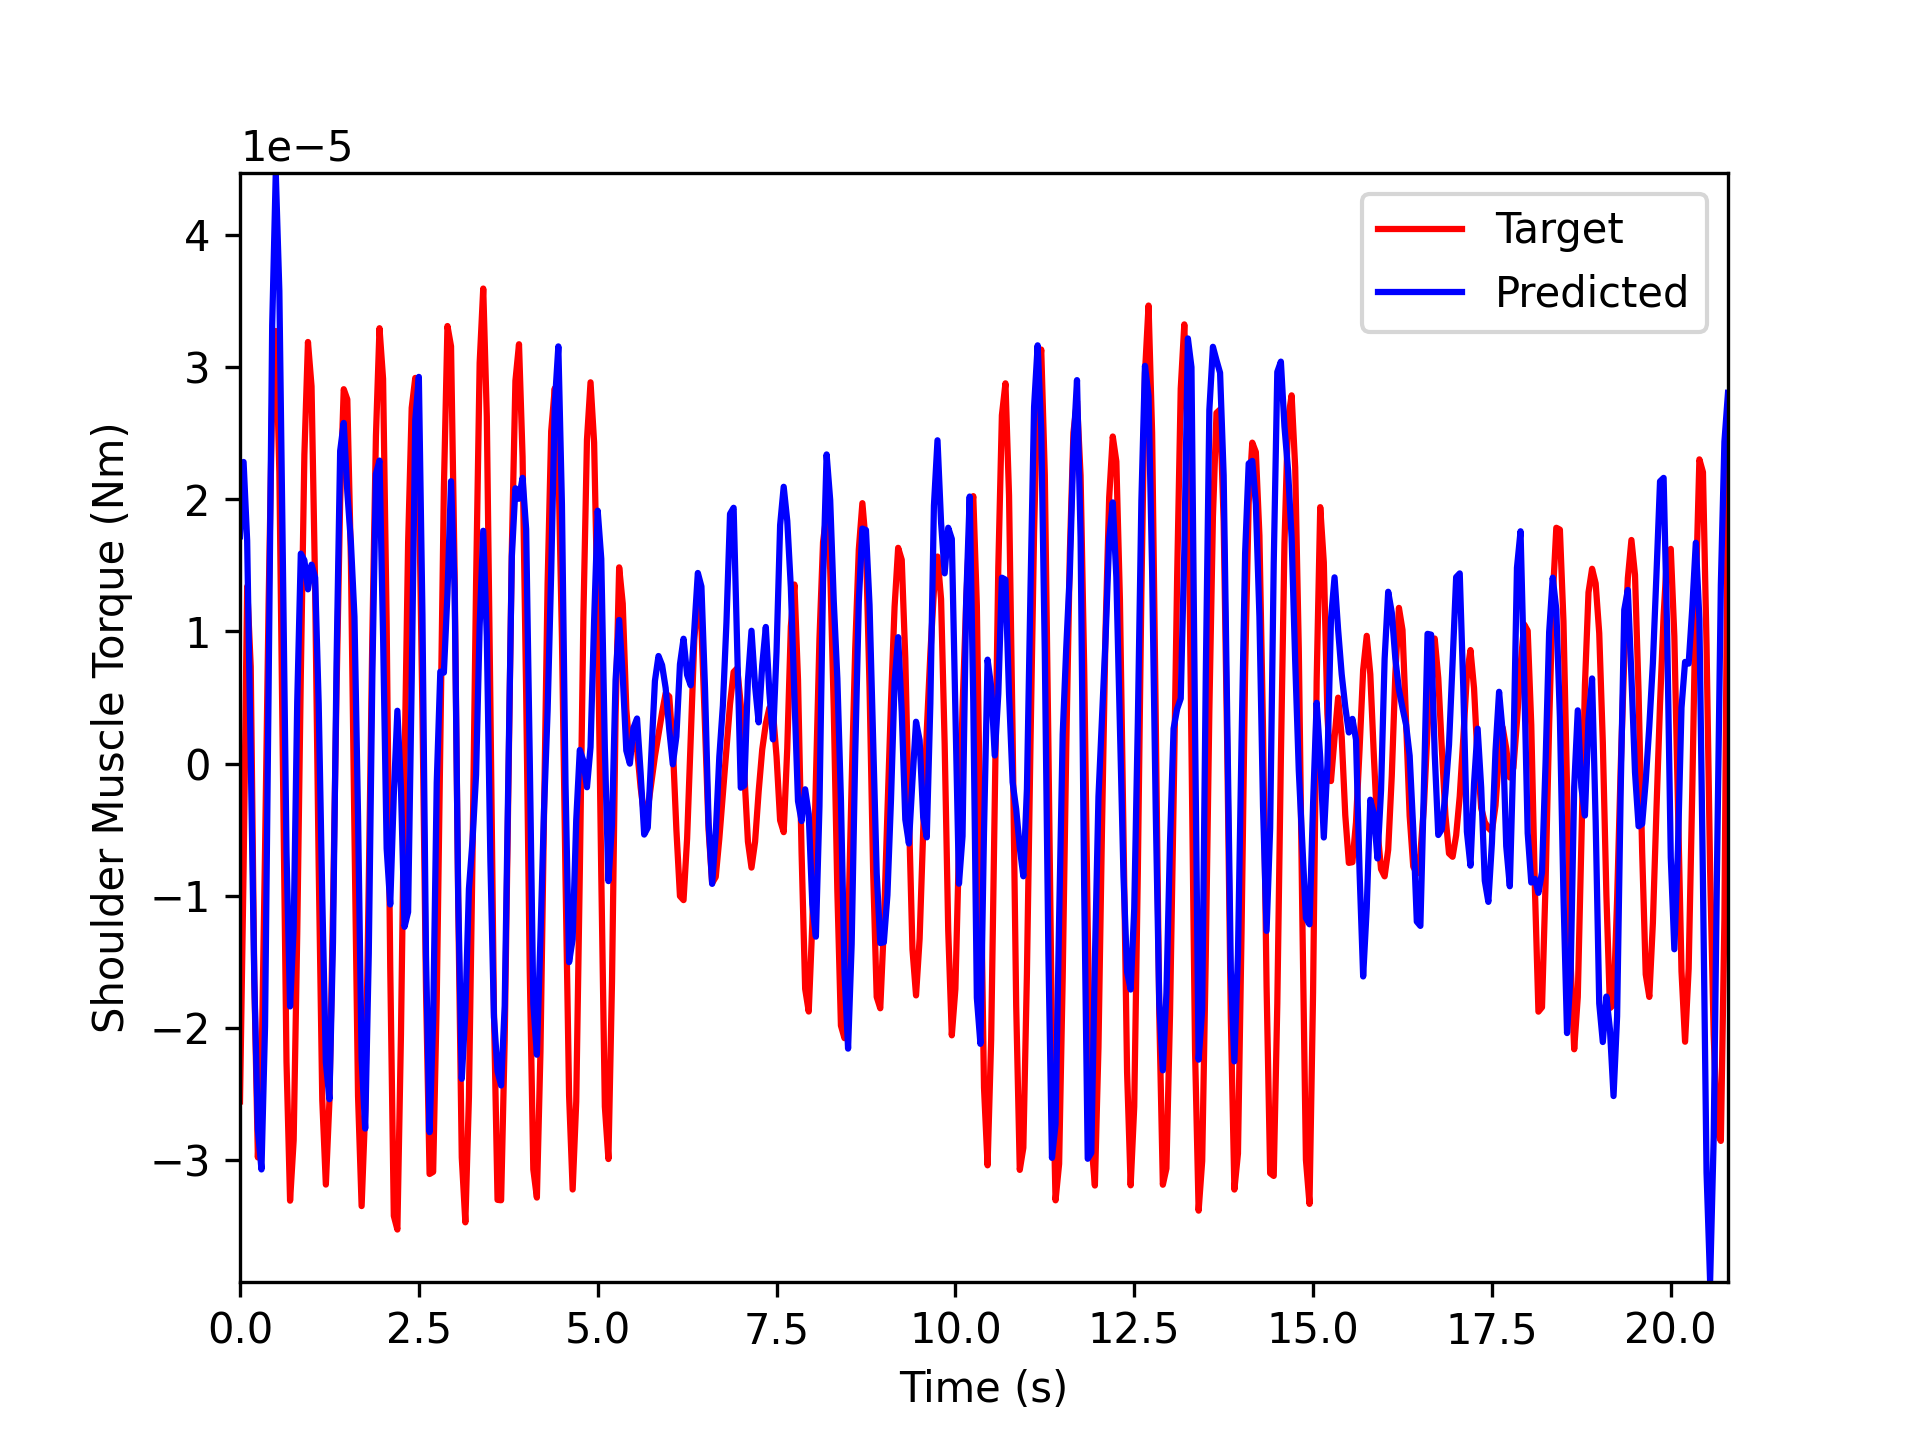 1e−5
Target
Predicted
4
3
2
1
0
−1
−2
−3
Shoulder Muscle Torque (Nm)
0.0 2.5 5.0 7.5 10.0 12.5 15.0 17.5 20.0
Time (s)